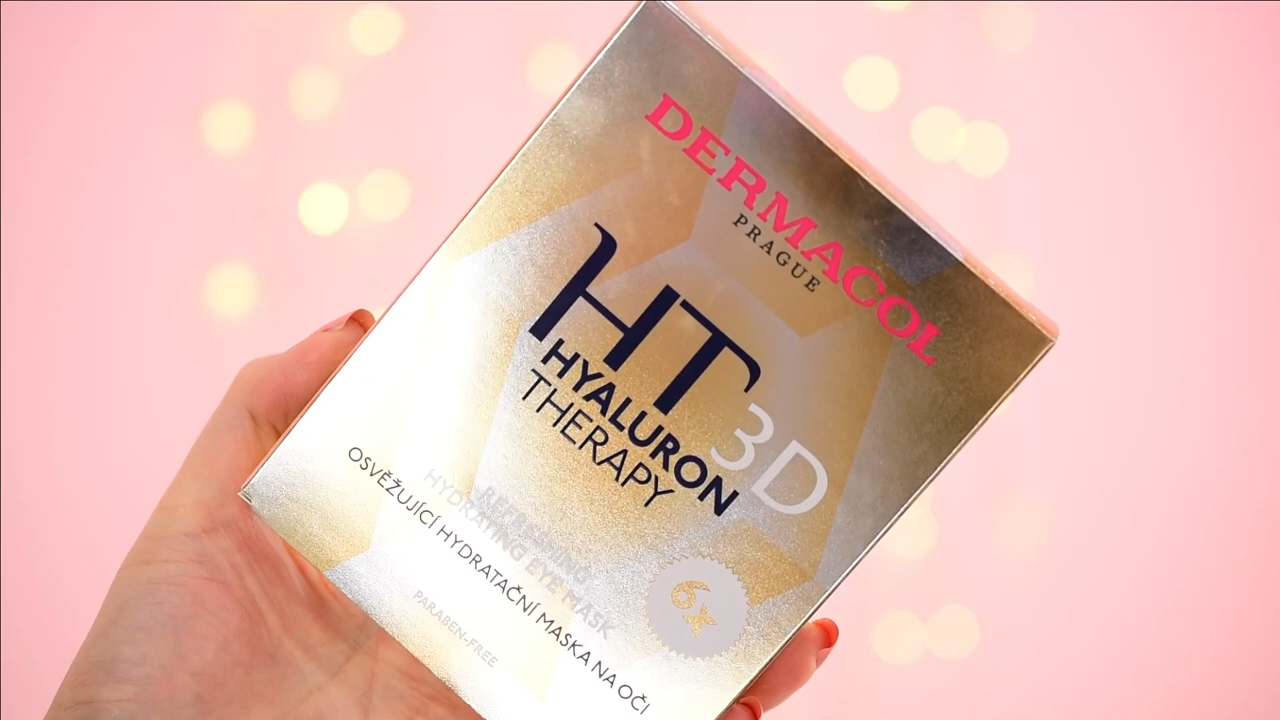 DERMACOL
PRAGUE
HT
3D
HYALURON
THERAPY
REFRESHING
HYDRATING EYE MASK
OSVĚŽUJÍCÍ HYDRATAČNÍ MASKA NA OČI
6x
PARABEN-FREE